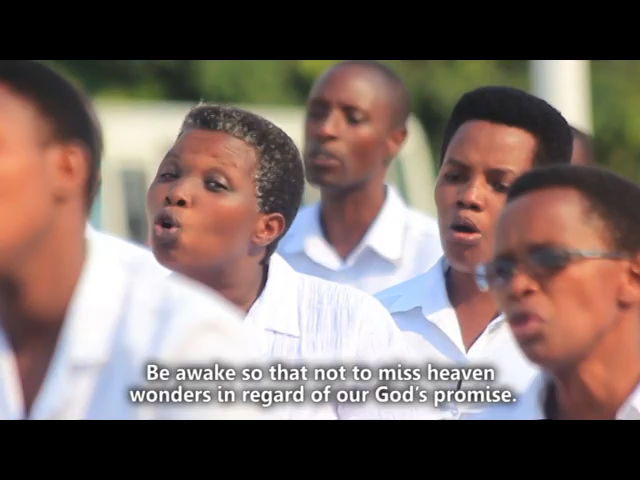 Be awake so that not to miss heaven
wonders in regard of our God's promise.